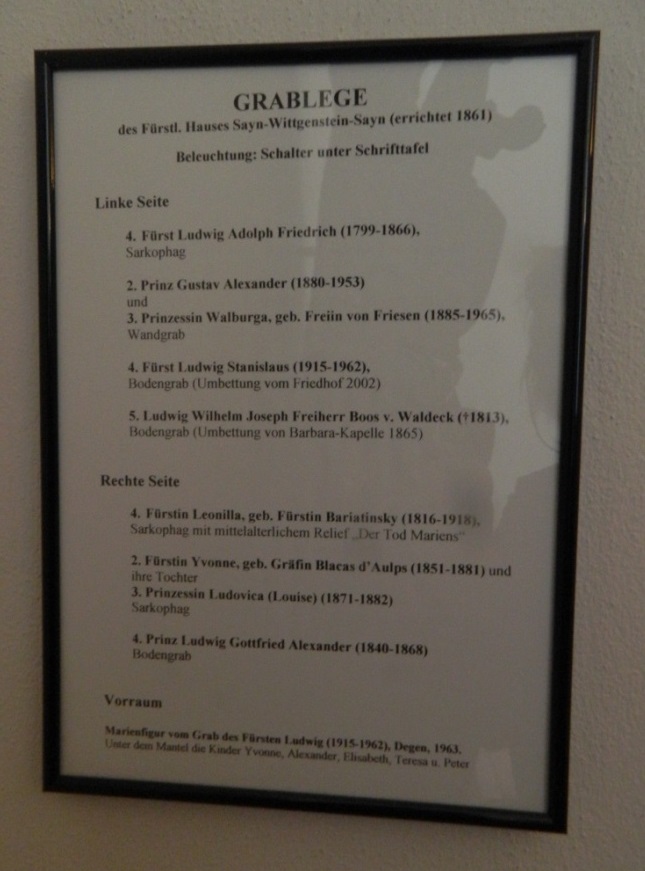 GRABLEGE
des Fürstl. Hauses Sayn-Wittgenstein-Sayn (errichtet 1861)
Beleuchtung: Schalter unter Schrifttafel
Linke Seite
4. Fürst Ludwig Adolph Friedrich (1799-1866),
Sarkophag
2. Prinz Gustav Alexander (1880-1953)
und
3. Prinzessin Walburga, geb. Freiin von Friesen (1885-1965),
Wandgrab
4. Fürst Ludwig Stanislaus (1915-1962),
Bodengrab (Umbettung vom Friedhof 2002)
5. Ludwig Wilhelm Joseph Freiherr Boos v. Waldeck (†1813),
Bodengrab (Umbettung von Barbara-Kapelle 1865)
Rechte Seite
4. Fürstin Leonilla, geb. Fürstin Bariatinsky (1816-1918),
Sarkophag mit mittelalterlichem Relief „Der Tod Mariens“
2. Fürstin Yvonne, geb. Gräfin Blacas d'Aulps (1851-1881) und
ihre Tochter
3. Prinzessin Ludovica (Louise) (1871-1882)
Sarkophag
4. Prinz Ludwig Gottfried Alexander (1840-1868)
Bodengrab
Vorraum
Marienfigur vom Grab des Fürsten Ludwig (1915-1962), Degen, 1963.
Unter dem Mantel die Kinder Yvonne, Alexander, Elisabeth, Teresa u. Peter